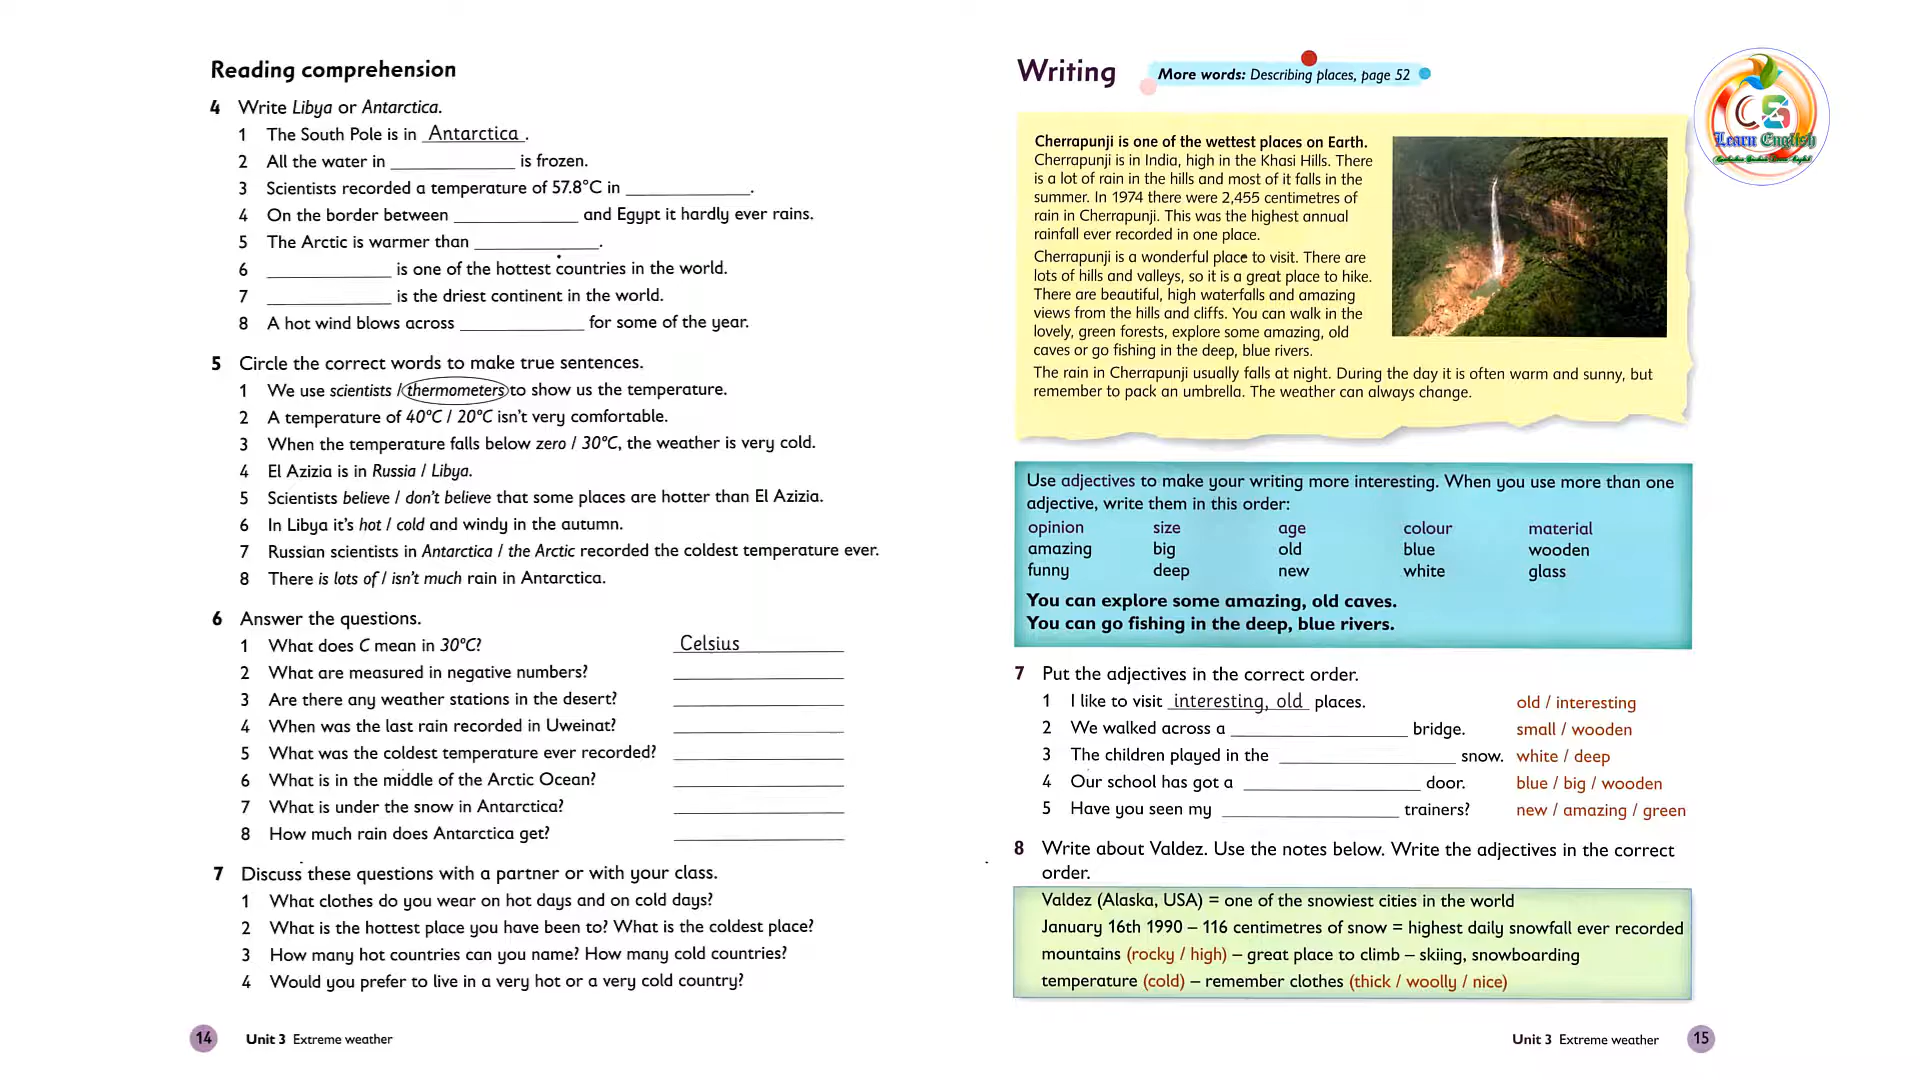 Reading comprehension
4 Write Libya or Antarctica.
1 The South Pole is in Antarctica .
2 All the water in ____________ is frozen.
3 Scientists recorded a temperature of 57.8°C in ____________.
4 On the border between ____________ and Egypt it hardly ever rains.
5 The Arctic is warmer than ____________.
6 ____________ is one of the hottest countries in the world.
7 ____________ is the driest continent in the world.
8 A hot wind blows across ____________ for some of the year.
5 Circle the correct words to make true sentences.
1 We use scientists / thermometers to show us the temperature.
2 A temperature of 40°C / 20°C isn't very comfortable.
3 When the temperature falls below zero / 30°C, the weather is very cold.
4 El Azizia is in Russia / Libya.
5 Scientists believe / don't believe that some places are hotter than El Azizia.
6 In Libya it's hot / cold and windy in the autumn.
7 Russian scientists in Antarctica / the Arctic recorded the coldest temperature ever.
8 There is lots of / isn't much rain in Antarctica.
6 Answer the questions.
1 What does C mean in 30°C? Celsius
2 What are measured in negative numbers? ____________
3 Are there any weather stations in the desert? ____________
4 When was the last rain recorded in Uweinat? ____________
5 What was the coldest temperature ever recorded? ____________
6 What is in the middle of the Arctic Ocean? ____________
7 What is under the snow in Antarctica? ____________
8 How much rain does Antarctica get? ____________
7 Discuss these questions with a partner or with your class.
1 What clothes do you wear on hot days and on cold days?
2 What is the hottest place you have been to? What is the coldest place?
3 How many hot countries can you name? How many cold countries?
4 Would you prefer to live in a very hot or a very cold country?
14 Unit 3 Extreme weather
Writing
More words: Describing places, page 52
Cherrapunji is one of the wettest places on Earth.
Cherrapunji is in India, high in the Khasi Hills. There
is a lot of rain in the hills and most of it falls in the
summer. In 1974 there were 2,455 centimetres of
rain in Cherrapunji. This was the highest annual
rainfall ever recorded in one place.
Cherrapunji is a wonderful place to visit. There are
lots of hills and valleys, so it is a great place to hike.
There are beautiful, high waterfalls and amazing
views from the hills and cliffs. You can walk in the
lovely, green forests, explore some amazing, old
caves or go fishing in the deep, blue rivers.
The rain in Cherrapunji usually falls at night. During the day it is often warm and sunny, but
remember to pack an umbrella. The weather can always change.
CS
Learn English
Use adjectives to make your writing more interesting. When you use more than one
adjective, write them in this order:
opinion size age colour material
amazing big old blue wooden
funny deep new white glass
You can explore some amazing, old caves.
You can go fishing in the deep, blue rivers.
7 Put the adjectives in the correct order.
1 I like to visit interesting, old places. old / interesting
2 We walked across a ____________ bridge. small / wooden
3 The children played in the ____________ snow. white / deep
4 Our school has got a ____________ door. blue / big / wooden
5 Have you seen my ____________ trainers? new / amazing / green
8 Write about Valdez. Use the notes below. Write the adjectives in the correct
order.
Valdez (Alaska, USA) = one of the snowiest cities in the world
January 16th 1990 – 116 centimetres of snow = highest daily snowfall ever recorded
mountains (rocky / high) – great place to climb – skiing, snowboarding
temperature (cold) – remember clothes (thick / woolly / nice)
Unit 3 Extreme weather 15